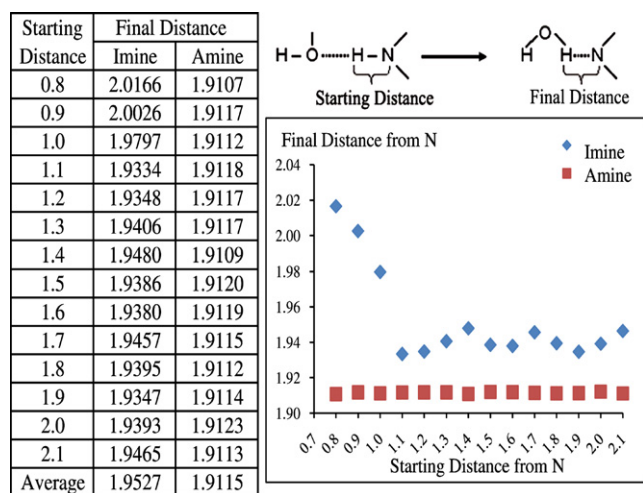 Starting Distance Final Distance
Imine Amine
0.8 2.0166 1.9107
0.9 2.0026 1.9117
1.0 1.9797 1.9112
1.1 1.9334 1.9118
1.2 1.9348 1.9117
1.3 1.9406 1.9117
1.4 1.9480 1.9109
1.5 1.9386 1.9120
1.6 1.9380 1.9119
1.7 1.9457 1.9115
1.8 1.9395 1.9112
1.9 1.9347 1.9114
2.0 1.9393 1.9123
2.1 1.9465 1.9113
Average 1.9527 1.9115
H-O H-N
Starting Distance
O
H H N
Final Distance
Final Distance from N
Imine
Amine
2.04
2.02
2.00
1.98
1.96
1.94
1.92
1.90
0.7 0.8 0.9 1.0 1.1 1.2 1.3 1.4 1.5 1.6 1.7 1.8 1.9 2.0 2.1
Starting Distance from N